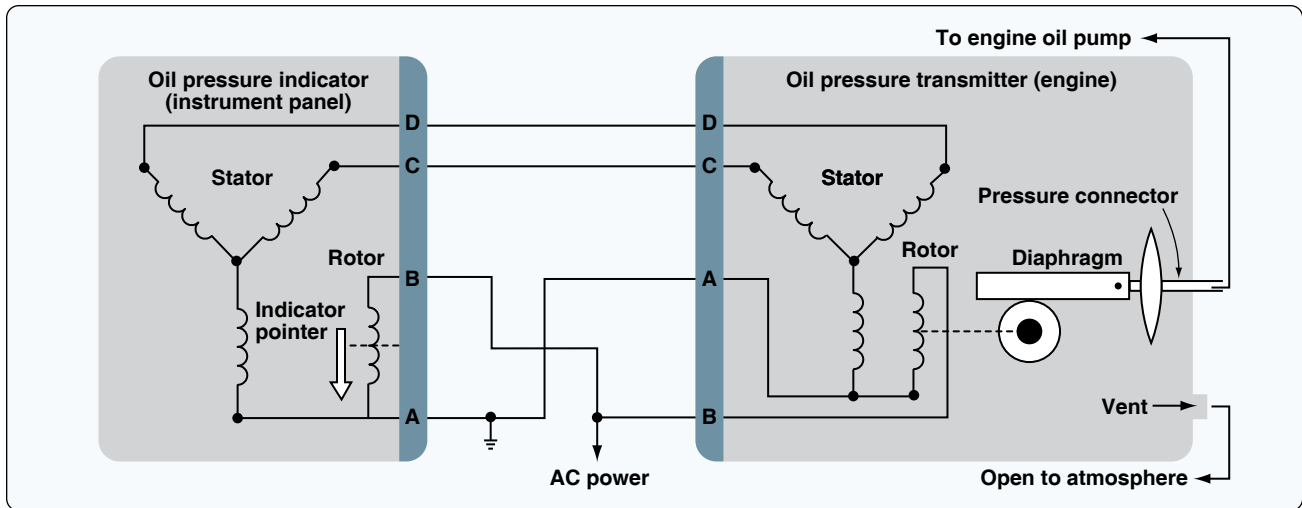 To engine oil pump
Oil pressure indicator
(instrument panel)
Oil pressure transmitter (engine)
D
D
C
C
Stator
Stator
Pressure connector
Rotor
Rotor
Diaphragm
B
A
Indicator
pointer
A
B
Vent
AC power
Open to atmosphere